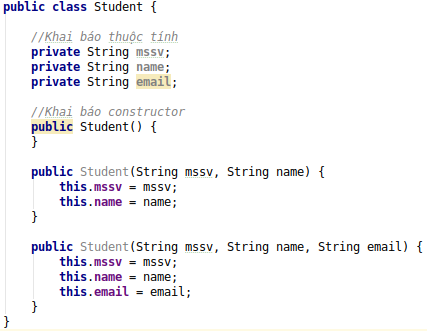 public class Student {
//Khai báo thuộc tính
private String mssv;
private String name;
private String email;
//Khai báo constructor
public Student() {
}
public Student(String mssv, String name) {
this.mssv = mssv;
this.name = name;
}
public Student(String mssv, String name, String email) {
this.mssv = mssv;
this.name = name;
this.email = email;
}
}